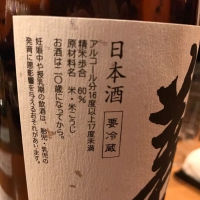 日本酒
要冷蔵
アルコール分16度以上17度未満
精米歩合 60%
原材料名 米・米こうじ
お酒は二〇歳になってから。
妊娠中や授乳期の飲酒は、胎児・乳児の
発育に悪影響を与えるおそれがあります。